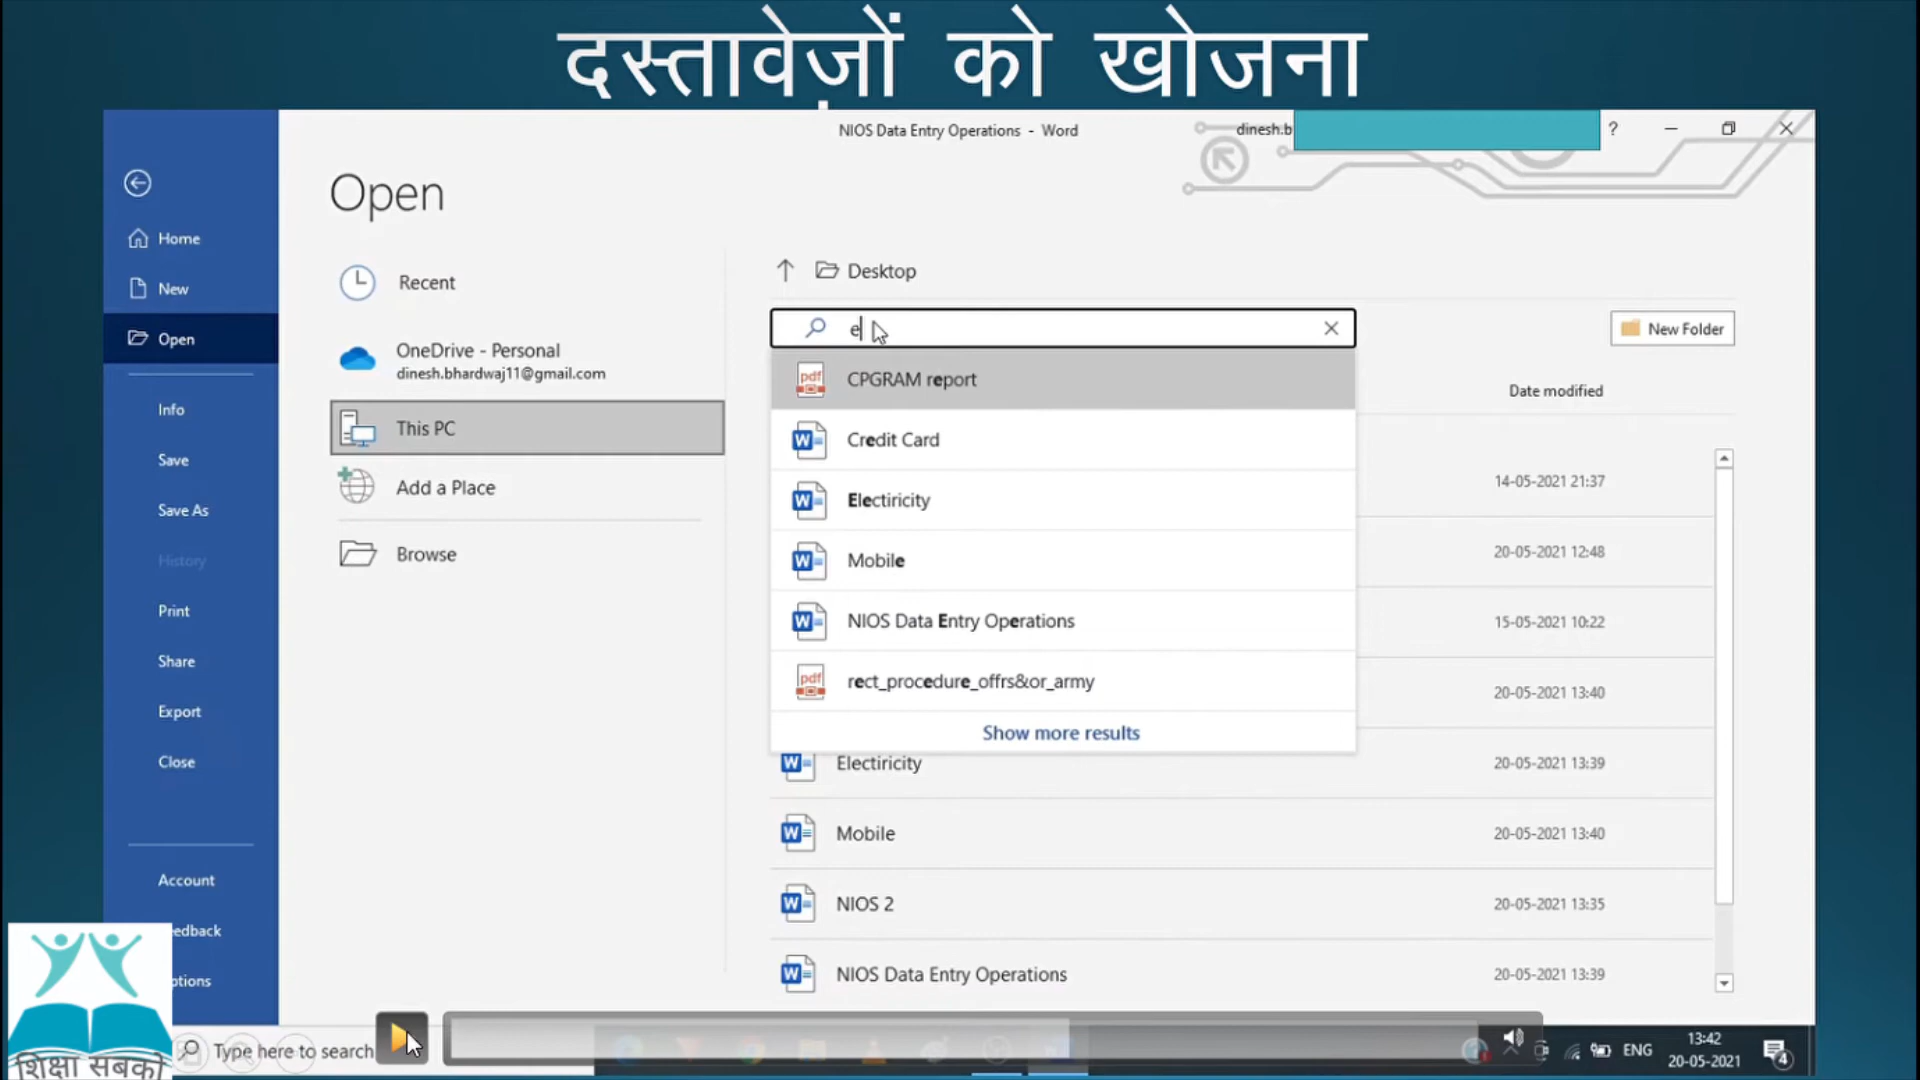 दस्तावेज़ों को खोजना
NIOS Data Entry Operations - Word
dinesh.b
?
Open
Home
New
Open
Info
Save
Save As
History
Print
Share
Export
Close
Account
edback
ptions
Recent
OneDrive - Personal
dinesh.bhardwaj11@gmail.com
This PC
Add a Place
Browse
Desktop
e
New Folder
Date modified
CPGRAM report
Credit Card
Electiricity
Mobile
NIOS Data Entry Operations
rect_procedure_offrs&or_army
Show more results
14-05-2021 21:37
20-05-2021 12:48
15-05-2021 10:22
20-05-2021 13:40
Electiricity 20-05-2021 13:39
Mobile 20-05-2021 13:40
NIOS 2 20-05-2021 13:35
NIOS Data Entry Operations 20-05-2021 13:39
शिक्षा सबको
Type here to search
ENG
13:42
20-05-2021
4